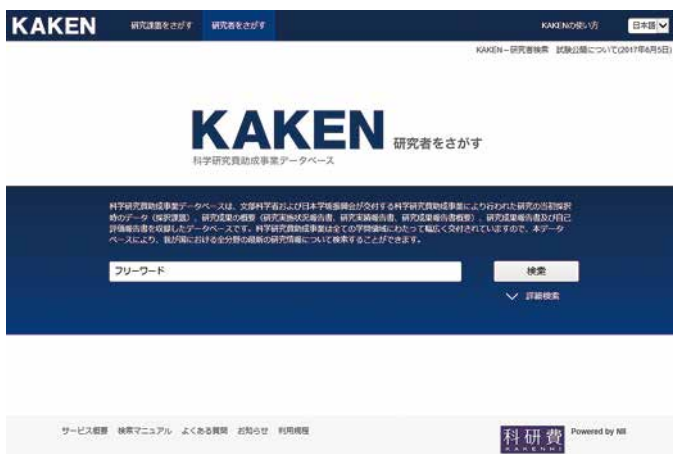 KAKEN 研究課題をさがす 研究者をさがす KAKENの使い方 日本語
KAKEN－研究者検索 試験公開について(2017年6月5日)
KAKEN 研究者をさがす
科学研究費助成事業データベース
科学研究費助成事業データベースは、文部科学省および日本学術振興会が交付する科学研究費助成事業により行われた研究の当初採択
時のデータ（採択課題）、研究成果の概要（研究実施状況報告書、研究実績報告書、研究成果報告書概要）、研究成果報告書及び自己
評価報告書を収録したデータベースです。科学研究費助成事業は全ての学問領域にわたって幅広く交付されていますので、本データ
ベースにより、我が国における全分野の最新の研究情報について検索することができます。
フリーワード 検索
詳細検索
サービス概要 検索マニュアル よくある質問 お知らせ 利用規程
科研費 Powered by NII
KAKENHI